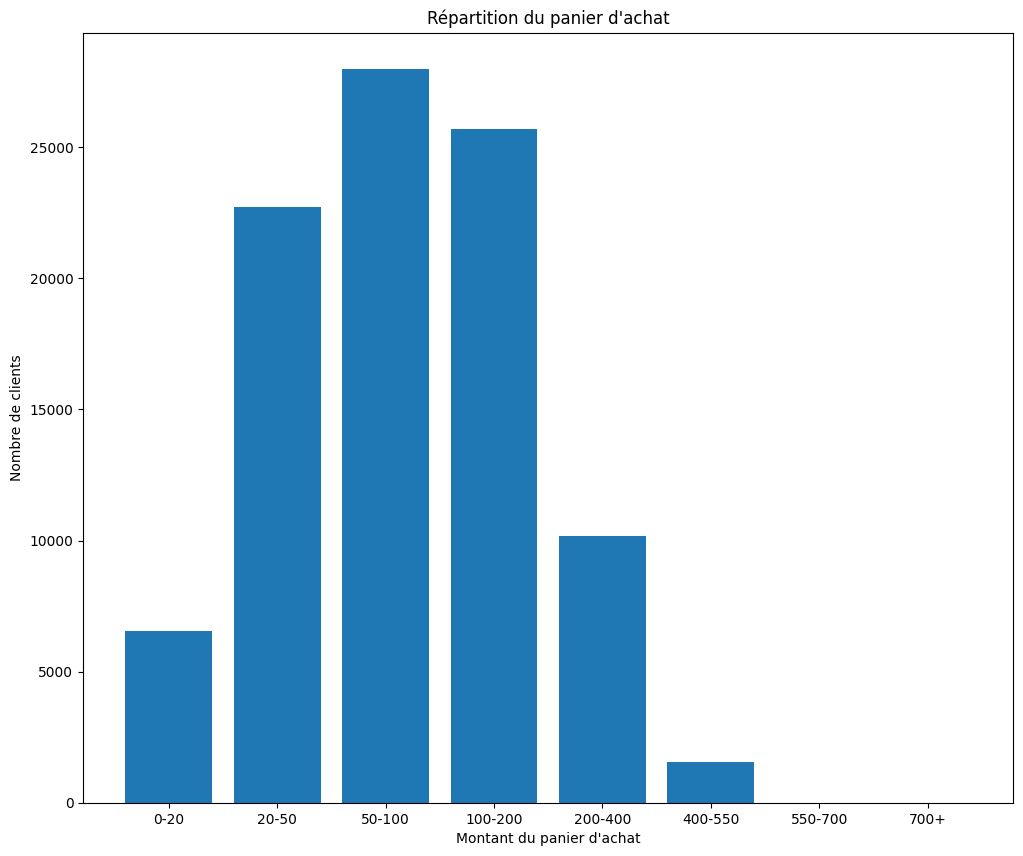 Répartition du panier d'achat
Nombre de clients
25000
20000
15000
10000
5000
0
0-20 20-50 50-100 100-200 200-400 400-550 550-700 700+
Montant du panier d'achat